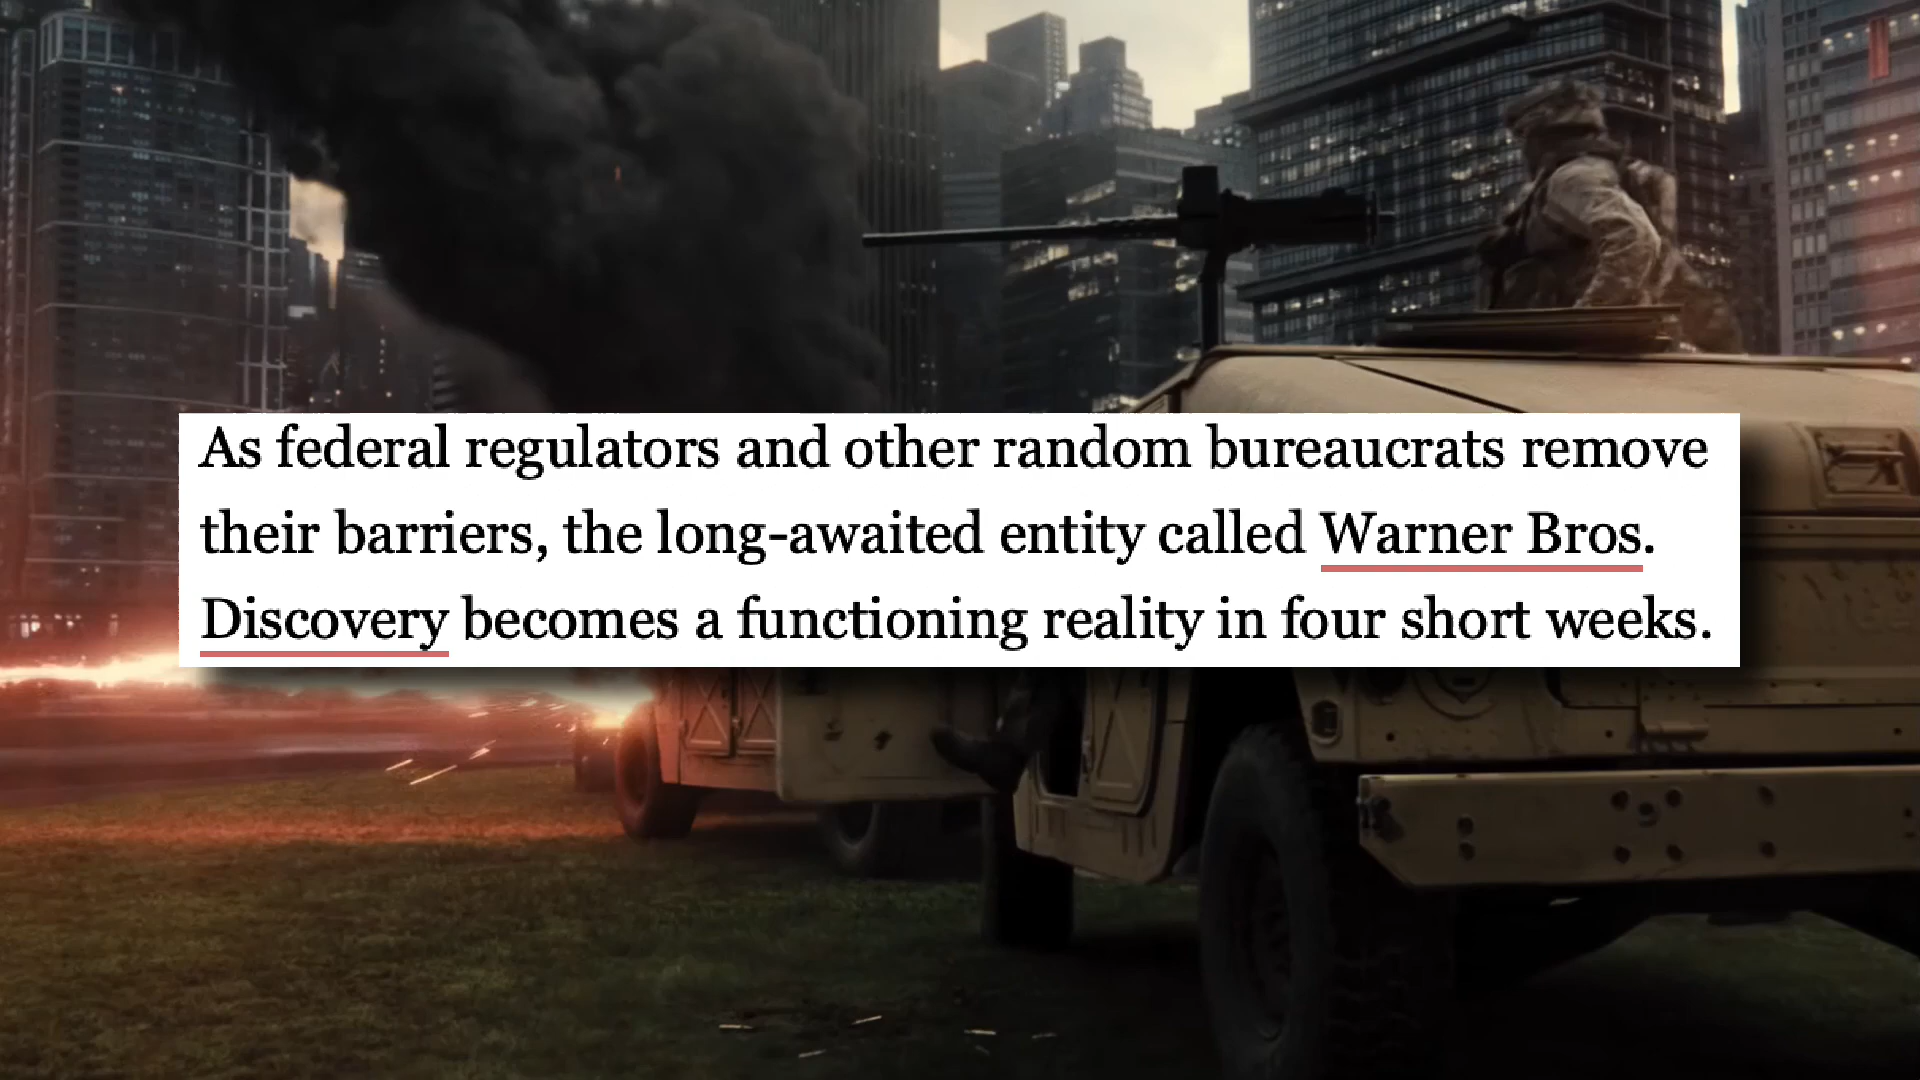 As federal regulators and other random bureaucrats remove
their barriers, the long-awaited entity called Warner Bros.
Discovery becomes a functioning reality in four short weeks.